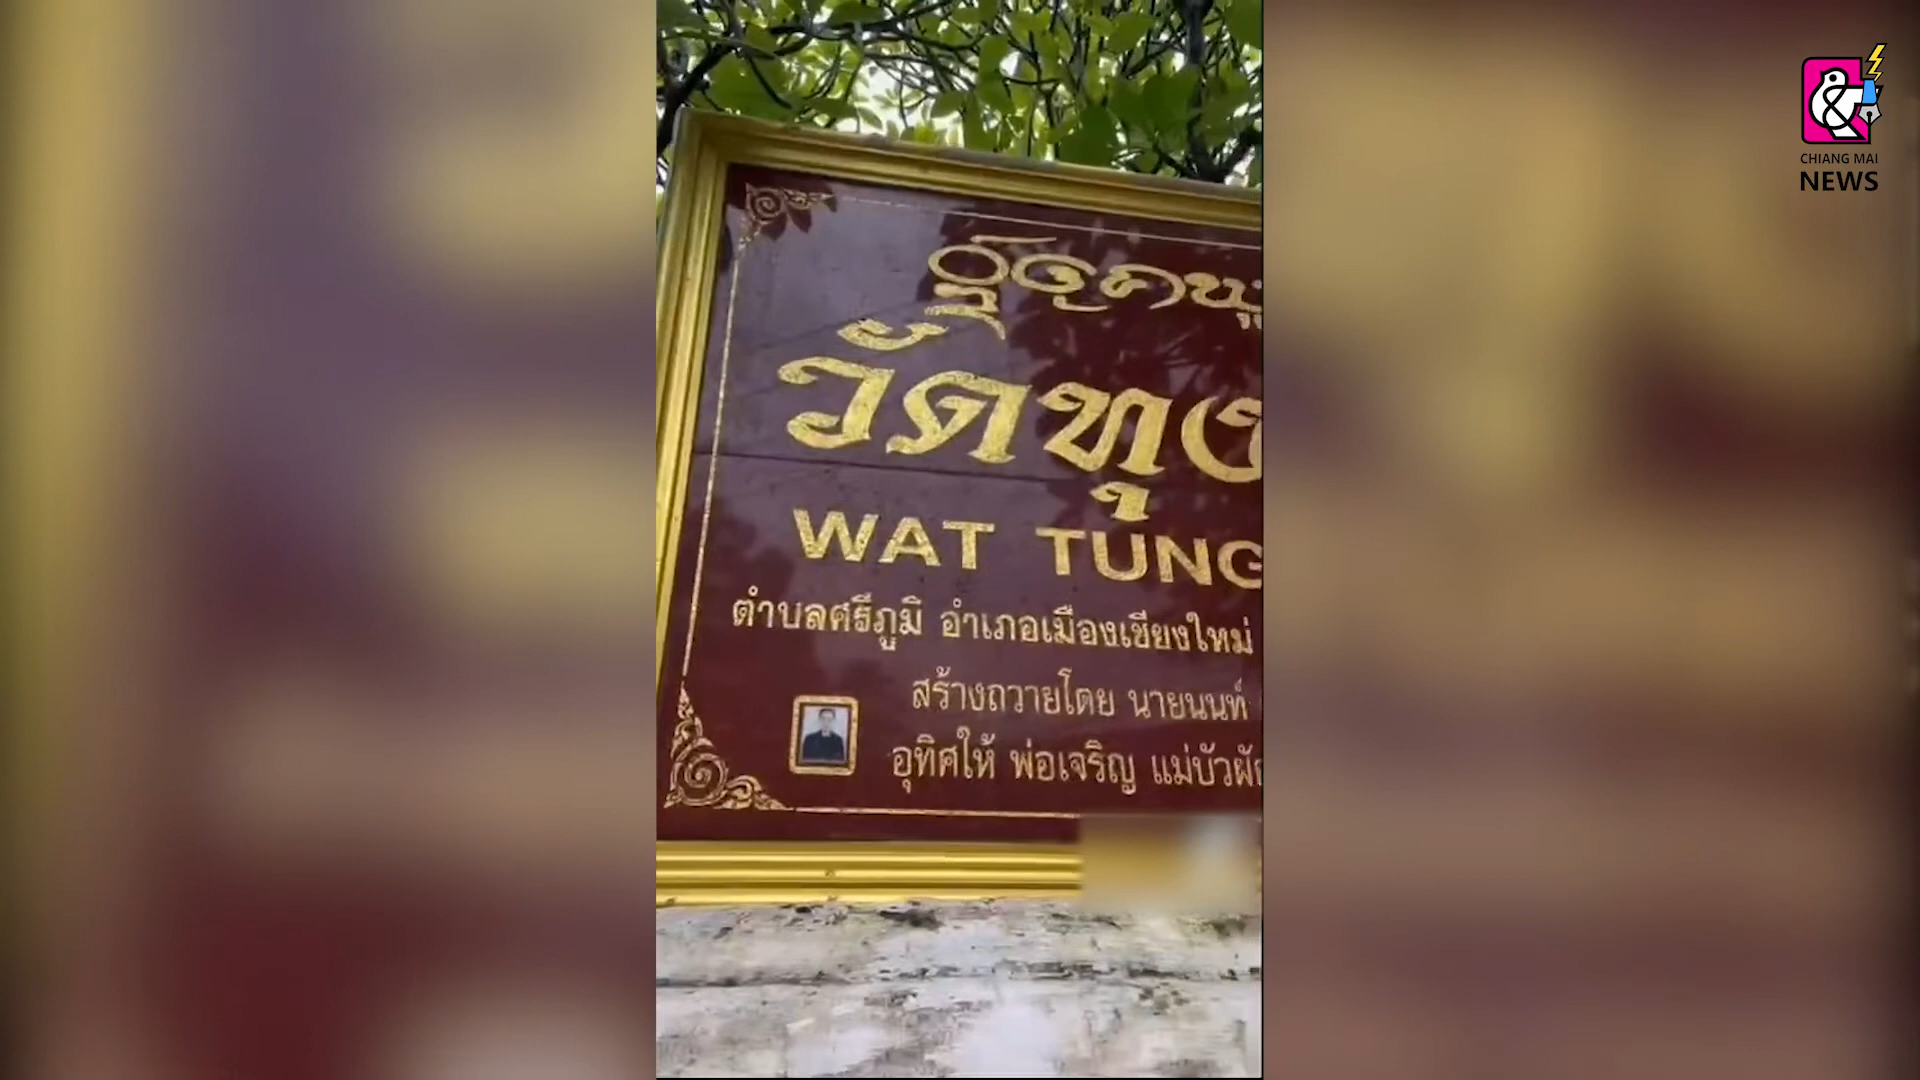 วัดทุง
WAT TUNG
ตำบลศรีภูมิ อำเภอเมืองเชียงใหม่
สร้างถวายโดย นายนนท์
อุทิศให้ พ่อเจริญ แม่บัวผัด
CHIANG MAI
NEWS